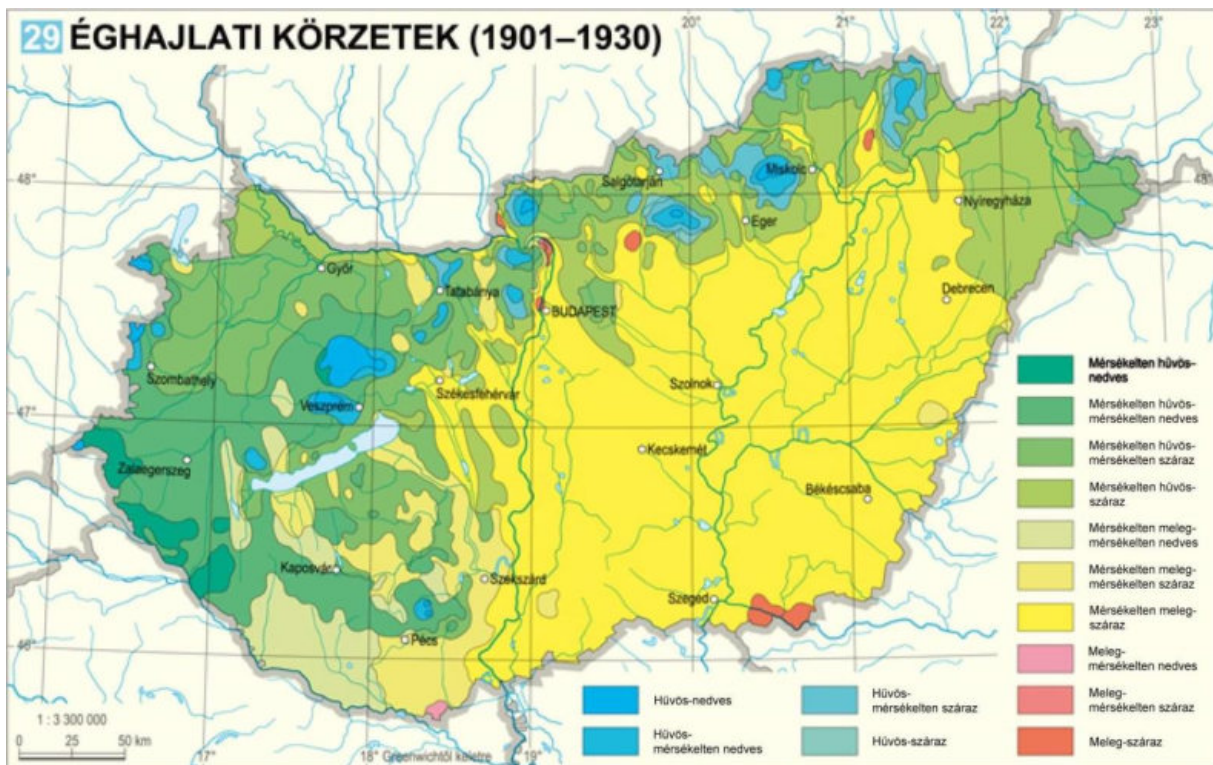 29 ÉGHAJLATI KÖRZETEK (1901–1930)
20°
21°
22°
23°
48°
48°
Salgótarján
Miskolc
Eger
Nyíregyháza
Győr
Tatabánya
BUDAPEST
Debrecen
Szombathely
Székesfehérvár
Szolnok
47°
Veszprém
Zalaegerszeg
Kecskemét
Békéscsaba
Kaposvár
Szekszárd
Szeged
46°
Pécs
Mérsékelten hűvös-
nedves
Mérsékelten hűvös-
mérsékelten nedves
Mérsékelten hűvös-
mérsékelten száraz
Mérsékelten hűvös-
száraz
Mérsékelten meleg-
mérsékelten nedves
Mérsékelten meleg-
mérsékelten száraz
Mérsékelten meleg-
száraz
Meleg-
mérsékelten nedves
Meleg-
mérsékelten száraz
Meleg-száraz
Hűvös-nedves
Hűvös-
mérsékelten nedves
Hűvös-
mérsékelten száraz
Hűvös-száraz
1 : 3 300 000
0 25 50 km
17°
18° Greenwichtől keletre
19°